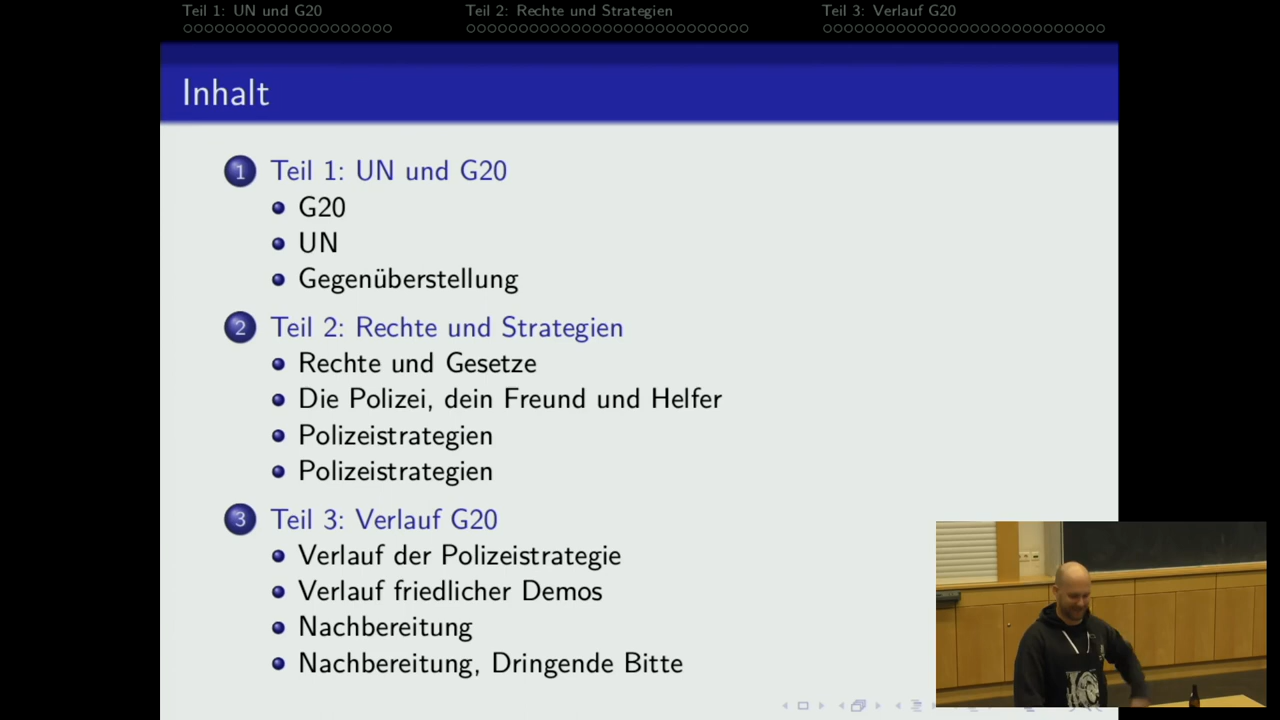 Teil 1: UN und G20
Teil 2: Rechte und Strategien
Teil 3: Verlauf G20
Inhalt
1 Teil 1: UN und G20
G20
UN
Gegenüberstellung
2 Teil 2: Rechte und Strategien
Rechte und Gesetze
Die Polizei, dein Freund und Helfer
Polizeistrategien
Polizeistrategien
3 Teil 3: Verlauf G20
Verlauf der Polizeistrategie
Verlauf friedlicher Demos
Nachbereitung
Nachbereitung, Dringende Bitte